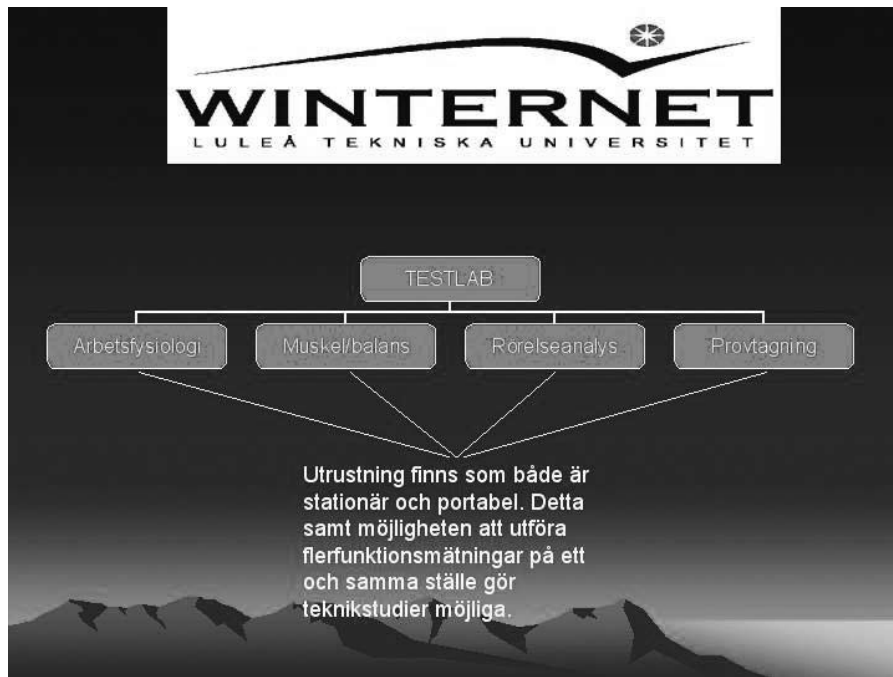 WINTERNET
LULEÅ TEKNISKA UNIVERSITET
TESTLAB
Arbetsfysiologi
Muskel/balans
Rörelseanalys
Provtagning
Utrustning finns som både är
stationär och portabel. Detta
samt möjligheten att utföra
flerfunktionsmätningar på ett
och samma ställe gör
teknikstudier möjliga.